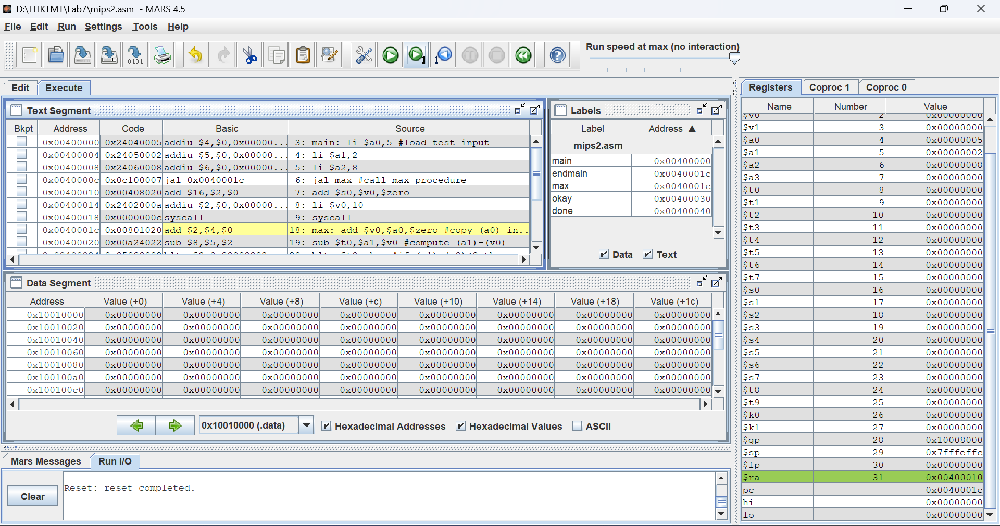 D:\THKTMT\Lab7\mips2.asm - MARS 4.5
File Edit Run Settings Tools Help
Run speed at max (no interaction)
Edit Execute
Text Segment
Bkpt Address Code Basic Source
0x00400000 0x24040005 addiu $4,$0,0x00000... 3: main: li $a0,5 #load test input
0x00400004 0x24050002 addiu $5,$0,0x00000... 4: li $a1,2
0x00400008 0x24060008 addiu $6,$0,0x00000... 5: li $a2,8
0x0040000c 0x0c100007 jal 0x0040001c 6: jal max #call max procedure
0x00400010 0x00408020 add $16,$2,$0 7: add $s0,$v0,$zero
0x00400014 0x2402000a addiu $2,$0,0x00000... 8: li $v0,10
0x00400018 0x0000000c syscall 9: syscall
0x0040001c 0x00801020 add $2,$4,$0 18: max: add $v0,$a0,$zero #copy (a0) in...
0x00400020 0x00a24022 sub $8,$5,$2 19: sub $t0,$a1,$v0 #compute (a1)-(v0)
Labels
Label Address ▲
mips2.asm
main 0x00400000
endmain 0x0040001c
max 0x0040001c
okay 0x00400030
done 0x00400040
Data Text
Data Segment
Address Value (+0) Value (+4) Value (+8) Value (+c) Value (+10) Value (+14) Value (+18) Value (+1c)
0x10010000 0x00000000 0x00000000 0x00000000 0x00000000 0x00000000 0x00000000 0x00000000 0x00000000
0x10010020 0x00000000 0x00000000 0x00000000 0x00000000 0x00000000 0x00000000 0x00000000 0x00000000
0x10010040 0x00000000 0x00000000 0x00000000 0x00000000 0x00000000 0x00000000 0x00000000 0x00000000
0x10010060 0x00000000 0x00000000 0x00000000 0x00000000 0x00000000 0x00000000 0x00000000 0x00000000
0x10010080 0x00000000 0x00000000 0x00000000 0x00000000 0x00000000 0x00000000 0x00000000 0x00000000
0x100100a0 0x00000000 0x00000000 0x00000000 0x00000000 0x00000000 0x00000000 0x00000000 0x00000000
0x100100c0 0x00000000 0x00000000 0x00000000 0x00000000 0x00000000 0x00000000 0x00000000 0x00000000
0x10010000 (.data) Hexadecimal Addresses Hexadecimal Values ASCII
Mars Messages Run I/O
Clear
Reset: reset completed.
Registers Coproc 1 Coproc 0
Name Number Value
$v0 2 0x00000000
$v1 3 0x00000000
$a0 4 0x00000005
$a1 5 0x00000002
$a2 6 0x00000008
$a3 7 0x00000000
$t0 8 0x00000000
$t1 9 0x00000000
$t2 10 0x00000000
$t3 11 0x00000000
$t4 12 0x00000000
$t5 13 0x00000000
$t6 14 0x00000000
$t7 15 0x00000000
$s0 16 0x00000000
$s1 17 0x00000000
$s2 18 0x00000000
$s3 19 0x00000000
$s4 20 0x00000000
$s5 21 0x00000000
$s6 22 0x00000000
$s7 23 0x00000000
$t8 24 0x00000000
$t9 25 0x00000000
$k0 26 0x00000000
$k1 27 0x00000000
$gp 28 0x10008000
$sp 29 0x7fffeffc
$fp 30 0x00000000
$ra 31 0x00400010
pc 0x0040001c
hi 0x00000000
lo 0x00000000